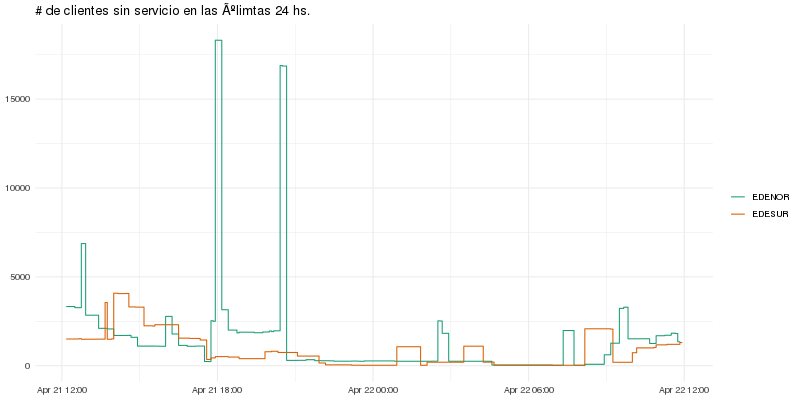 # de clientes sin servicio en las Ãºlimtas 24 hs.
15000
10000
5000
0
Apr 21 12:00
Apr 21 18:00
Apr 22 00:00
Apr 22 06:00
Apr 22 12:00
EDENOR
EDESUR